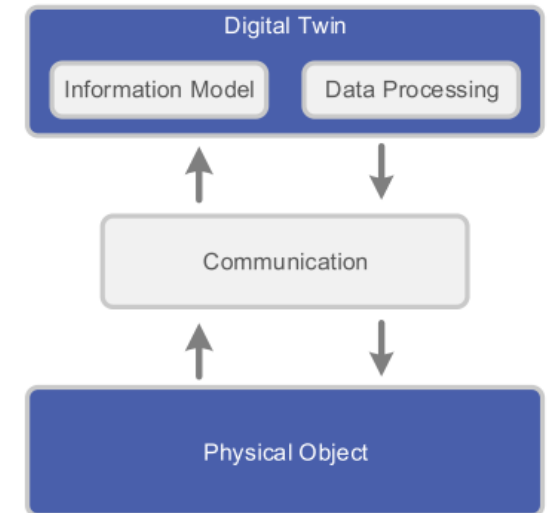 Digital Twin
Information Model
Data Processing
Communication
Physical Object